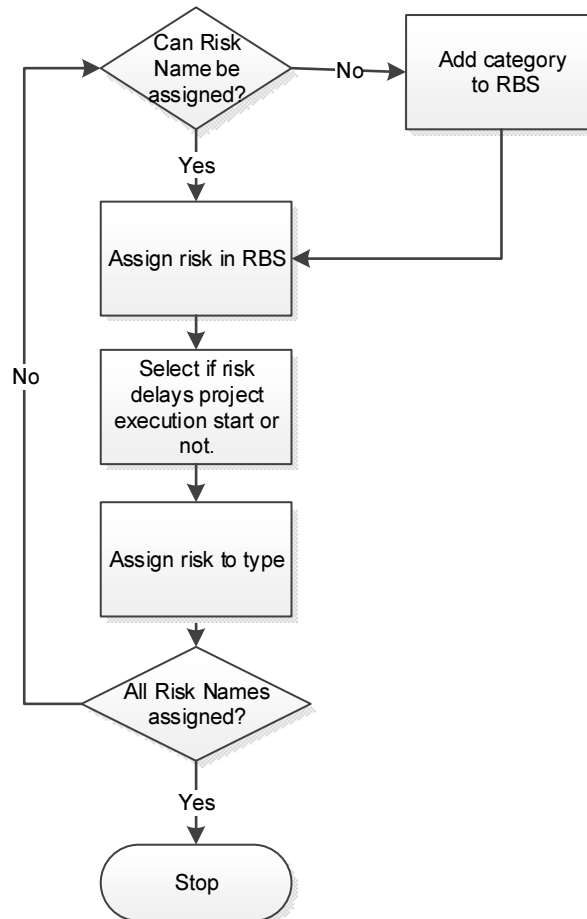 Can Risk
Name be
assigned?
No
Add category
to RBS
Yes
Assign risk in RBS
No
Select if risk
delays project
execution start or
not.
Assign risk to type
All Risk Names
assigned?
Yes
Stop